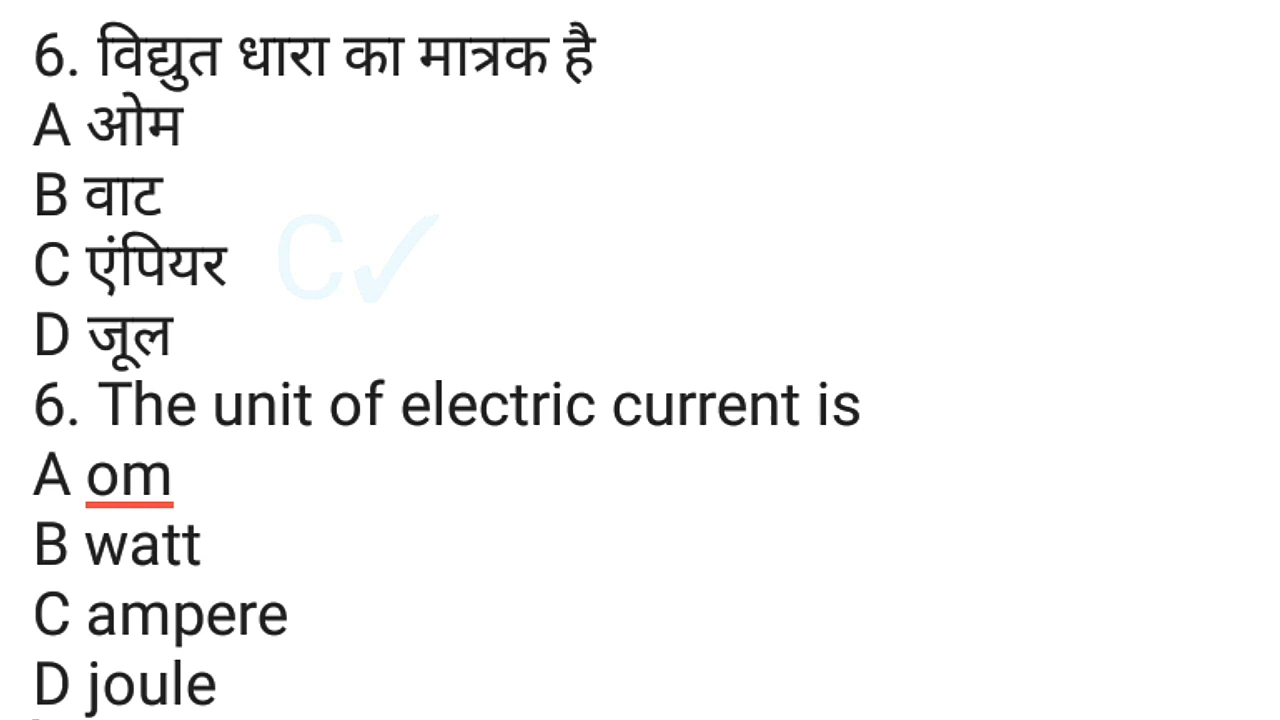 6. विद्युत धारा का मात्रक है
A ओम
B वाट
C एंपियर
C✓
D जूल
6. The unit of electric current is
A om
B watt
C ampere
D joule